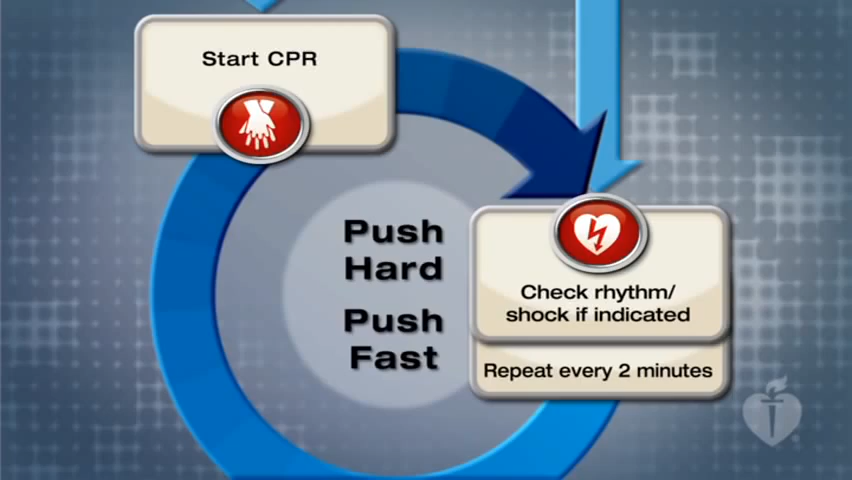 Start CPR
Push
Hard
Push
Fast
Check rhythm/
shock if indicated
Repeat every 2 minutes